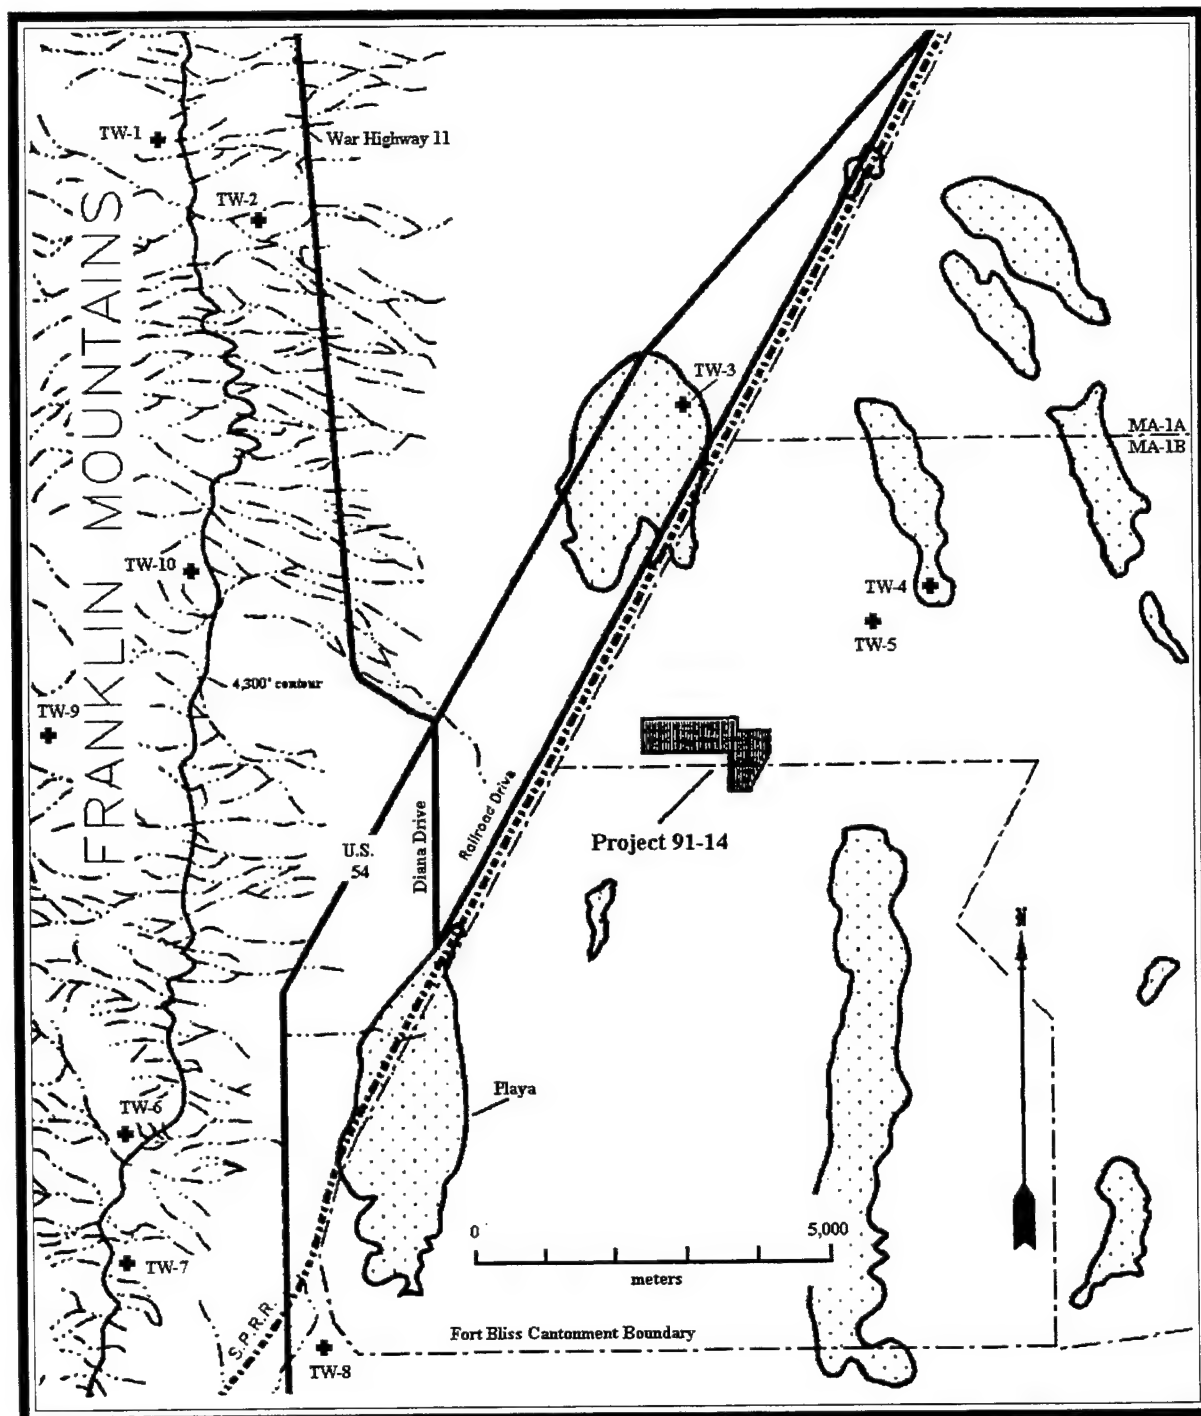 TW-1
War Highway 11
TW-2
FRANKLIN MOUNTAINS
TW-3
MA-1A
MA-1B
TW-10
TW-4
TW-5
4,300' contour
TW-9
Railroad Drive
Diana Drive
U.S.
54
Project 91-14
N
Playa
TW-6
0
5,000
meters
TW-7
S.P.R.R.
Fort Bliss Cantonment Boundary
TW-8